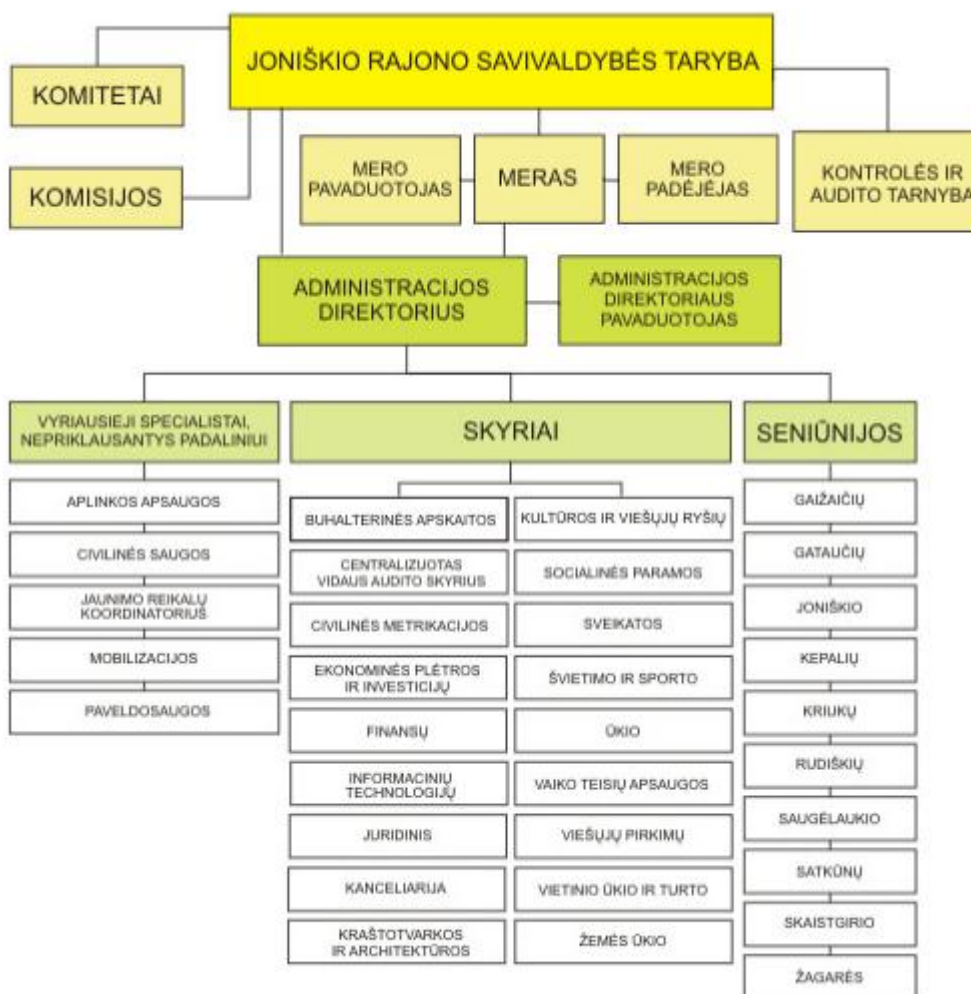 JONIŠKIO RAJONO SAVIVALDYBĖS TARYBA
KOMITETAI
KOMISIJOS
MERO
PAVADUOTOJAS
MERAS
MERO
PADĖJĖJAS
KONTROLĖS IR
AUDITO TARNYBA
ADMINISTRACIJOS
DIREKTORIUS
ADMINISTRACIJOS
DIREKTORIAUS
PAVADUOTOJAS
VYRIAUSIEJI SPECIALISTAI,
NEPRIKLAUSANTYS PADALINIUI
APLINKOS APSAUGOS
CIVILINĖS SAUGOS
JAUNIMO REIKALŲ
KOORDINATORIUS
MOBILIZACIJOS
PAVELDOSAUGOS
SKYRIAI
BUHALTERINĖS APSKAITOS
CENTRALIZUOTAS
VIDAUS AUDITO SKYRIUS
CIVILINĖS METRIKACIJOS
EKONOMINĖS PLĖTROS
IR INVESTICIJŲ
FINANSŲ
INFORMACINIŲ
TECHNOLOGIJŲ
JURIDINIS
KANCELIARIJA
KRAŠTOTVARKOS
IR ARCHITEKTŪROS
KULTŪROS IR VIEŠŲJŲ RYŠIŲ
SOCIALINĖS PARAMOS
SVEIKATOS
ŠVIETIMO IR SPORTO
ŪKIO
VAIKO TEISIŲ APSAUGOS
VIEŠŲJŲ PIRKIMŲ
VIETINIO ŪKIO IR TURTO
ŽEMĖS ŪKIO
SENIŪNIJOS
GAIŽAIČIŲ
GATAUČIŲ
JONIŠKIO
KEPALIŲ
KRIUKŲ
RUDIŠKIŲ
SAUGĖLAUKIO
SATKŪNŲ
SKAISTGIRIO
ŽAGARĖS